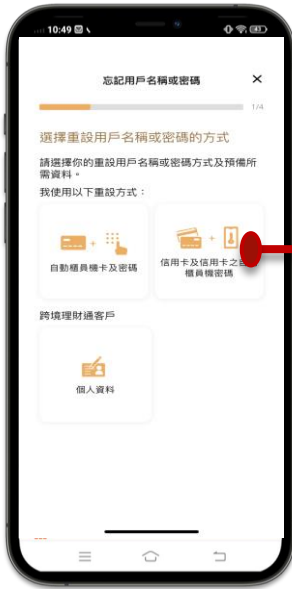 10:49
忘記用戶名稱或密碼
1/4
選擇重設用戶名稱或密碼的方式
請選擇你的重設用戶名稱或密碼方式及預備所
需資料。
我使用以下重設方式：
自動櫃員機卡及密碼
信用卡及信用卡之
櫃員機密碼
跨境理財通客戶
個人資料